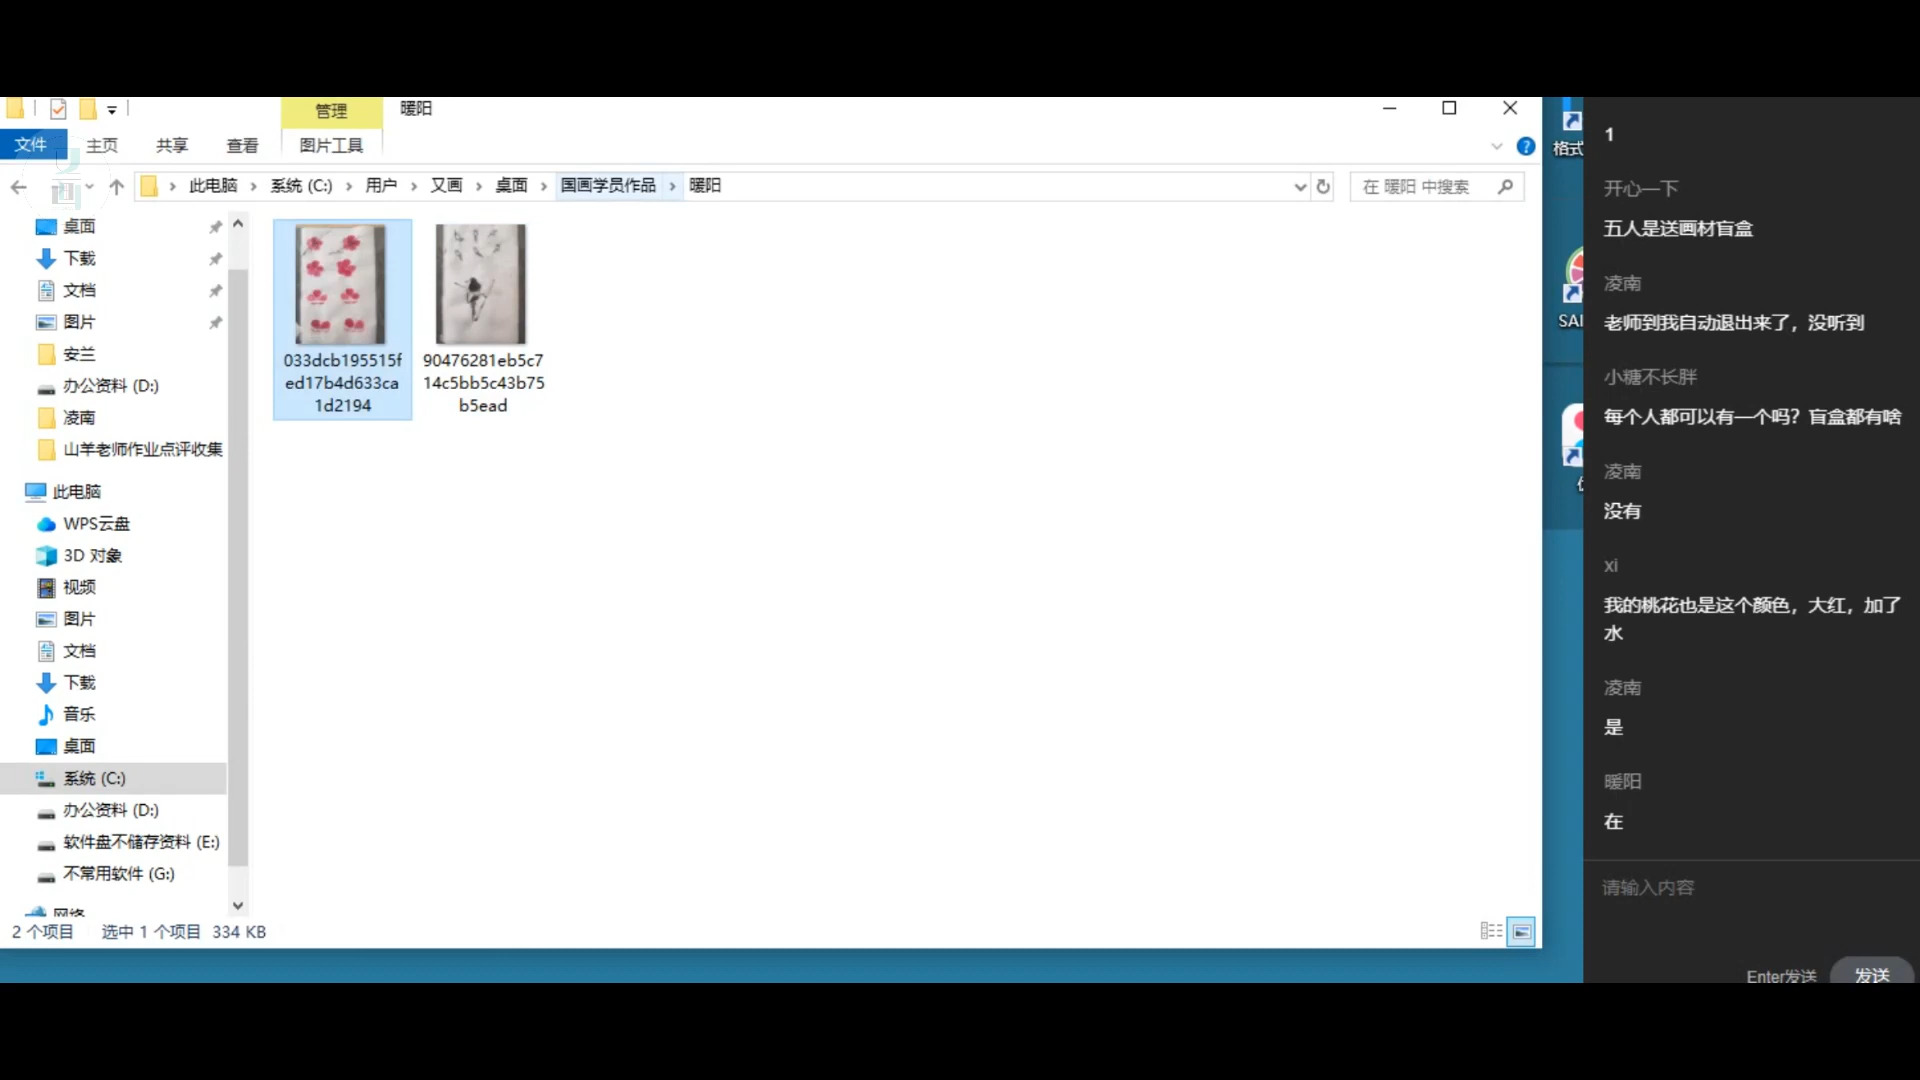 管理
暖阳
文件
主页
共享
查看
图片工具
此电脑
系统 (C:)
用户
又画
桌面
国画学员作品
暖阳
在 暖阳 中搜索
桌面
下载
文档
图片
安兰
办公资料 (D:)
凌南
山羊老师作业点评收集
此电脑
WPS云盘
3D 对象
视频
图片
文档
下载
音乐
桌面
系统 (C:)
办公资料 (D:)
软件盘不储存资料 (E:)
不常用软件 (G:)
网络
2 个项目
选中 1 个项目 334 KB
033dcb195515f
ed17b4d633ca
1d2194
90476281eb5c7
14c5bb5c43b75
b5ead
格式
SAI
1
开心一下
五人是送画材盲盒
凌南
老师到我自动退出来了，没听到
小糖不长胖
每个人都可以有一个吗？盲盒都有啥
凌南
没有
xi
我的桃花也是这个颜色，大红，加了
水
凌南
是
暖阳
在
请输入内容
Enter发送
发送